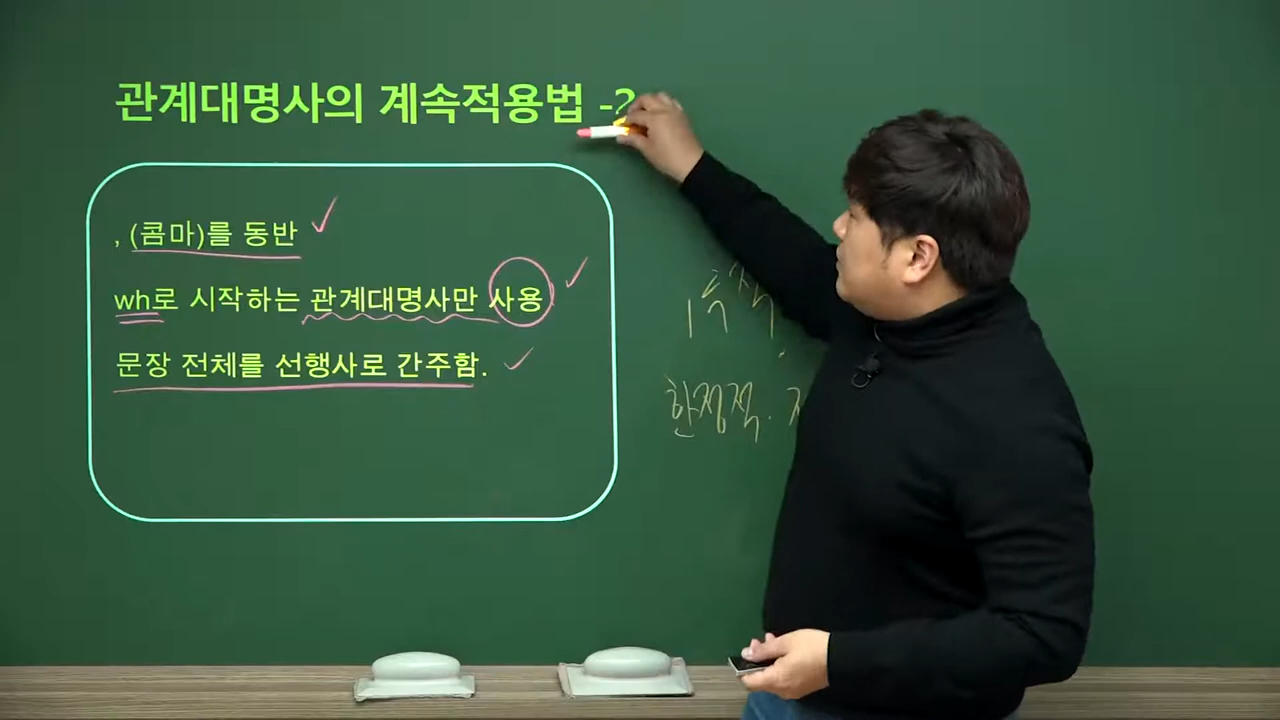 관계대명사의 계속적용법 -2
, (콤마)를 동반
wh로 시작하는 관계대명사만 사용
문장 전체를 선행사로 간주함.
한정적.